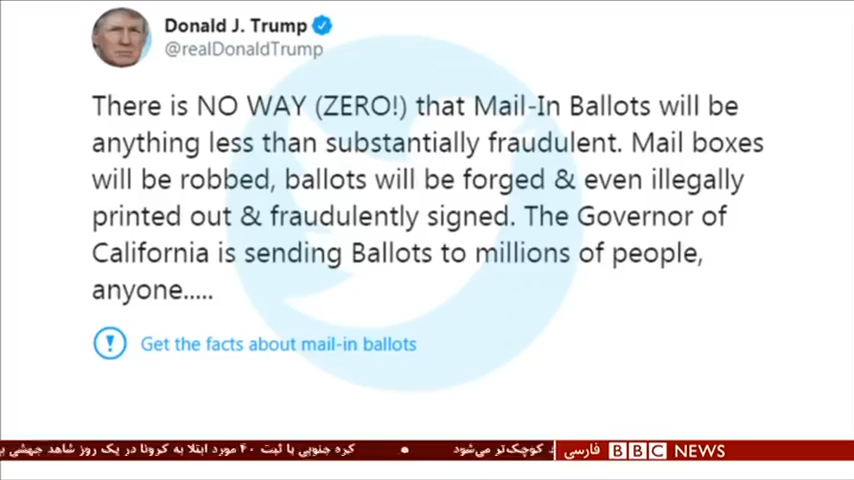 Donald J. Trump
@realDonaldTrump
There is NO WAY (ZERO!) that Mail-In Ballots will be
anything less than substantially fraudulent. Mail boxes
will be robbed, ballots will be forged & even illegally
printed out & fraudulently signed. The Governor of
California is sending Ballots to millions of people,
anyone.....
Get the facts about mail-in ballots
کوچک‌تر می‌شود • کره جنوبی با ثبت ۴۰ مورد ابتلا به کرونا در یک روز شاهد جهشی
BBC NEWS فارسی